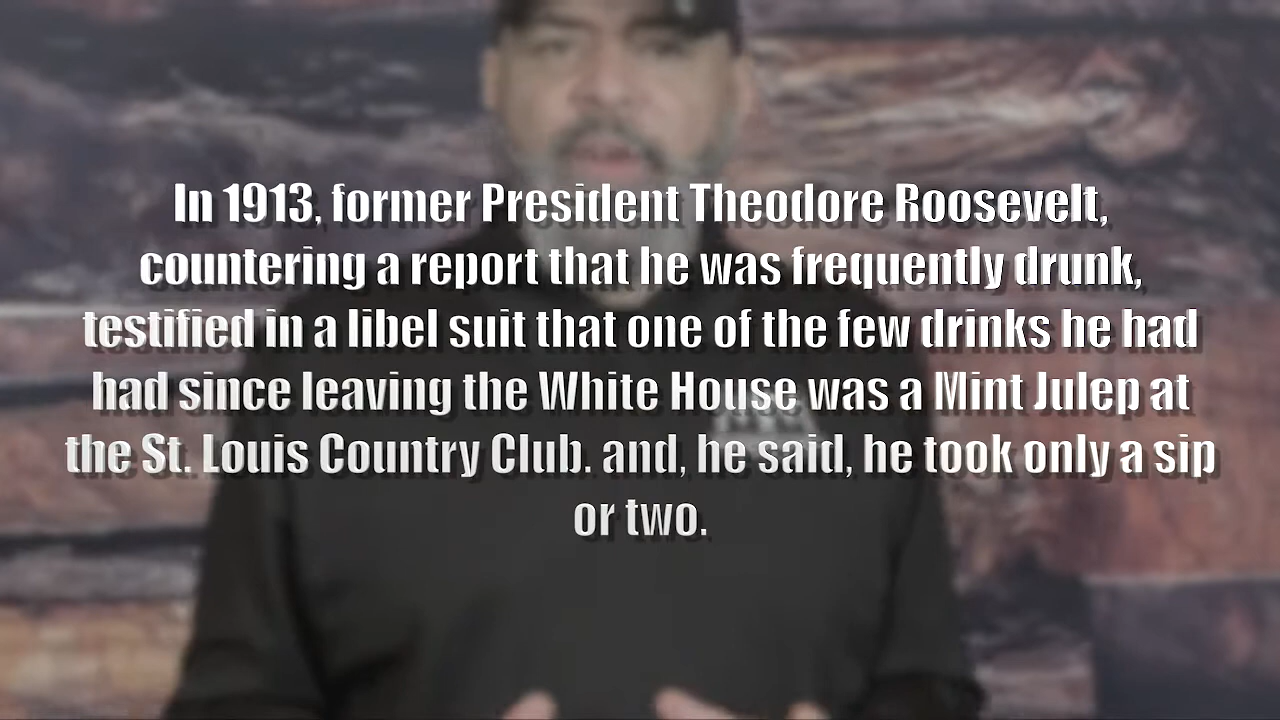 In 1913, former President Theodore Roosevelt,
countering a report that he was frequently drunk,
testified in a libel suit that one of the few drinks he had
had since leaving the White House was a Mint Julep at
the St. Louis Country Club. and, he said, he took only a sip
or two.